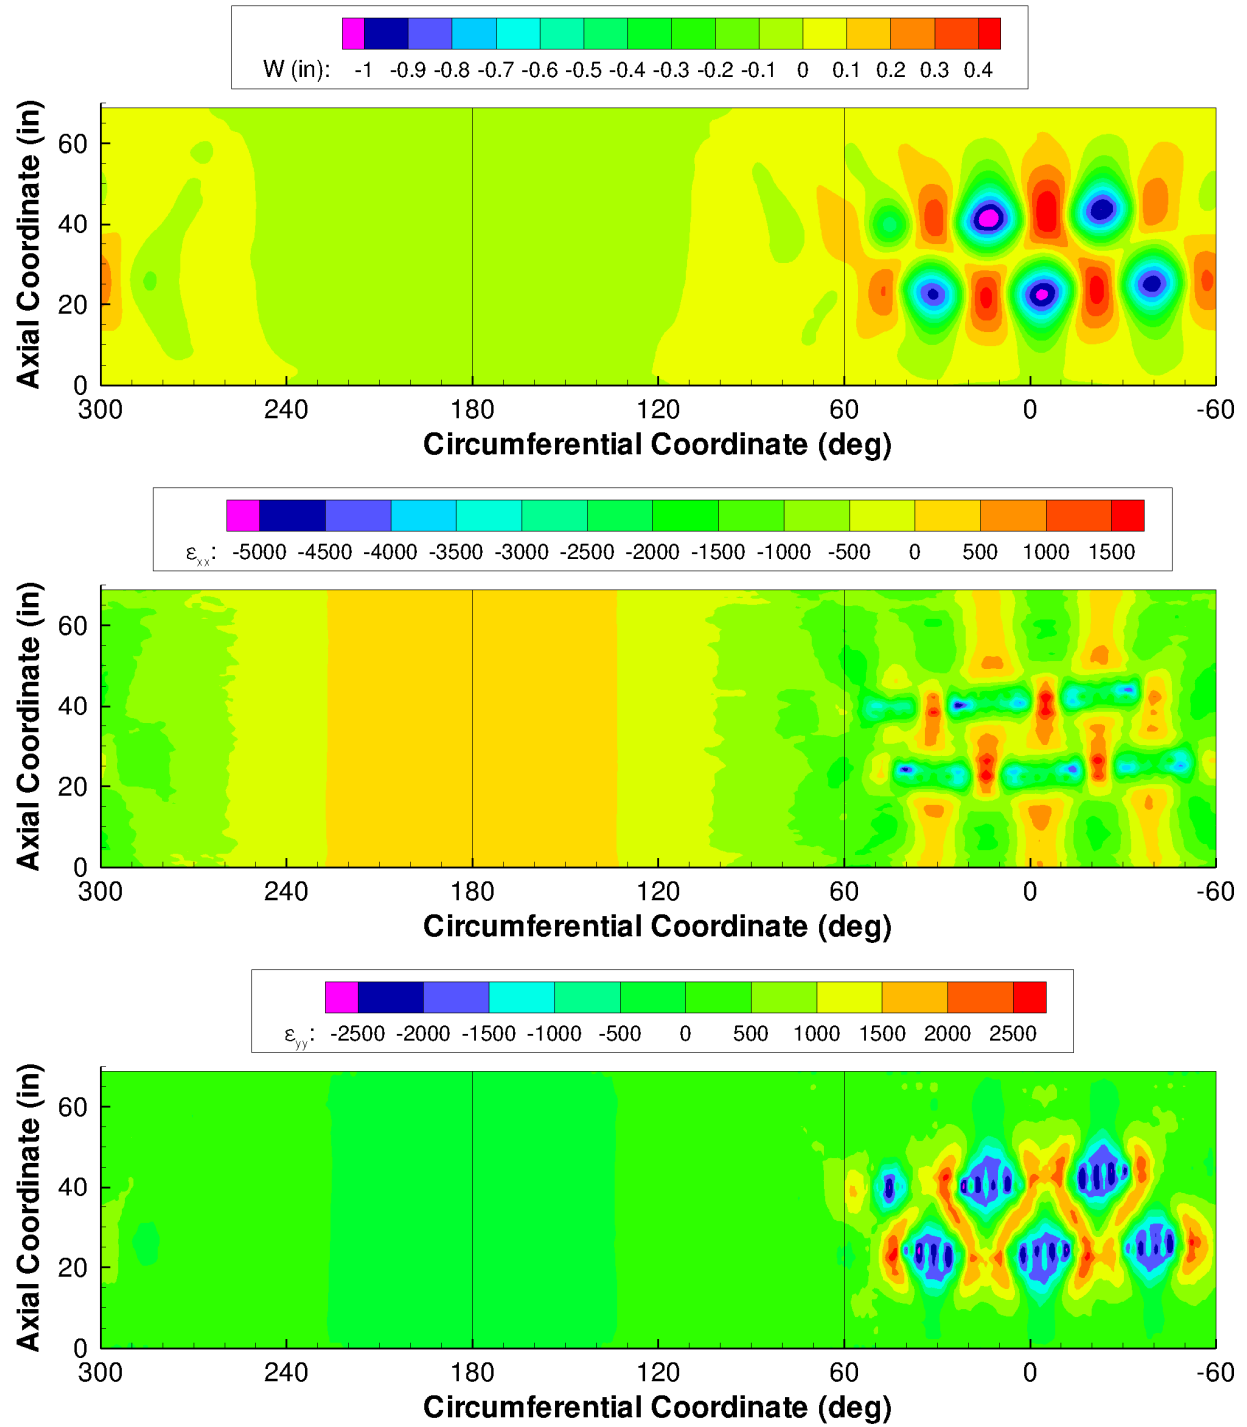 W (in): -1 -0.9 -0.8 -0.7 -0.6 -0.5 -0.4 -0.3 -0.2 -0.1 0 0.1 0.2 0.3 0.4
Axial Coordinate (in)
60
40
20
0
300 240 180 120 60 0 -60
Circumferential Coordinate (deg)
εxx: -5000 -4500 -4000 -3500 -3000 -2500 -2000 -1500 -1000 -500 0 500 1000 1500
Axial Coordinate (in)
60
40
20
0
300 240 180 120 60 0 -60
Circumferential Coordinate (deg)
εyy: -2500 -2000 -1500 -1000 -500 0 500 1000 1500 2000 2500
Axial Coordinate (in)
60
40
20
0
300 240 180 120 60 0 -60
Circumferential Coordinate (deg)